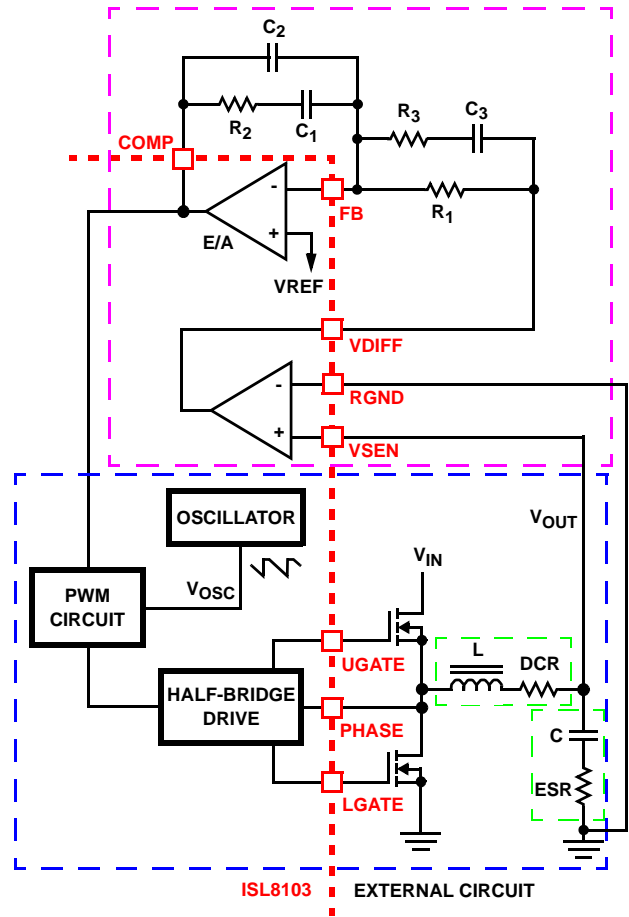 C2
R2
C1
R3
C3
COMP
-
FB
R1
E/A
+
VREF
VDIFF
-
RGND
+
VSEN
OSCILLATOR
VOUT
VIN
PWM
CIRCUIT
VOSC
L
UGATE
DCR
HALF-BRIDGE
DRIVE
PHASE
C
ESR
LGATE
ISL8103
EXTERNAL CIRCUIT